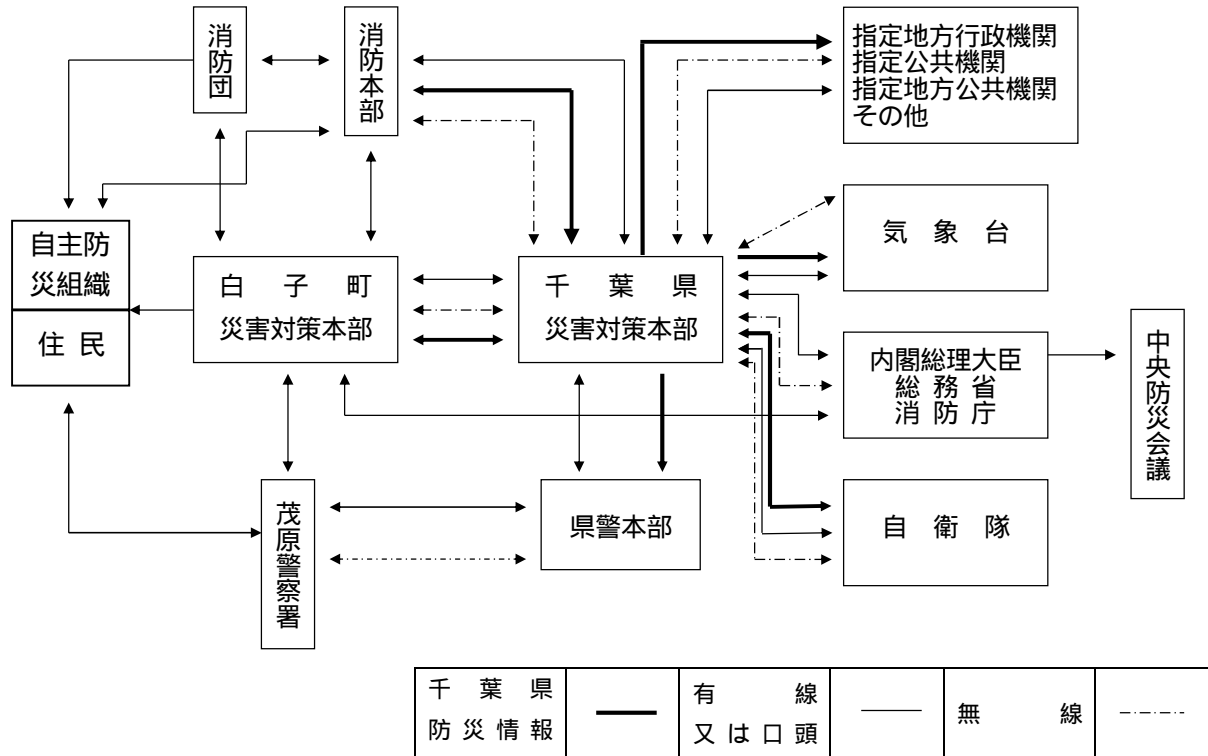 消防団
消防本部
指定地方行政機関
指定公共機関
指定地方公共機関
その他
気象台
自主防
災組織
住民
白子町
災害対策本部
千葉県
災害対策本部
内閣総理大臣
総務省
消防庁
中央防災会議
茂原警察署
県警本部
自衛隊
千葉県
防災情報
有線
又は口頭
無線